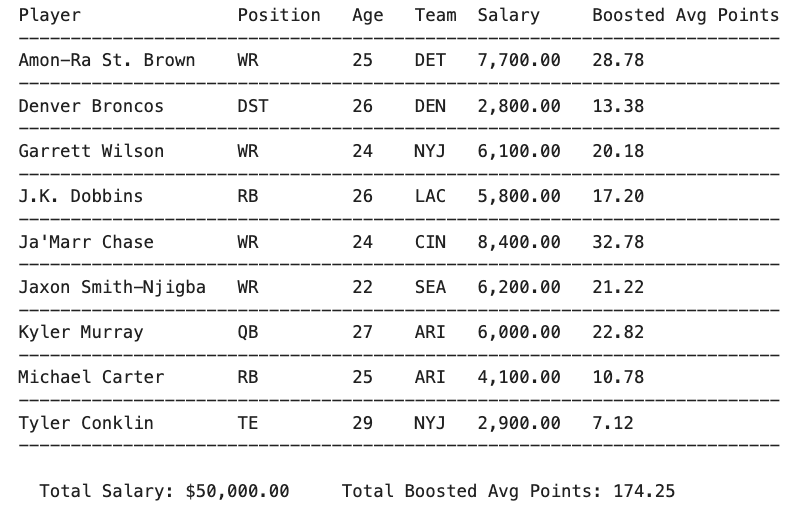 Player Position Age Team Salary Boosted Avg Points
Amon-Ra St. Brown WR 25 DET 7,700.00 28.78
Denver Broncos DST 26 DEN 2,800.00 13.38
Garrett Wilson WR 24 NYJ 6,100.00 20.18
J.K. Dobbins RB 26 LAC 5,800.00 17.20
Ja'Marr Chase WR 24 CIN 8,400.00 32.78
Jaxon Smith-Njigba WR 22 SEA 6,200.00 21.22
Kyler Murray QB 27 ARI 6,000.00 22.82
Michael Carter RB 25 ARI 4,100.00 10.78
Tyler Conklin TE 29 NYJ 2,900.00 7.12
Total Salary: $50,000.00 Total Boosted Avg Points: 174.25